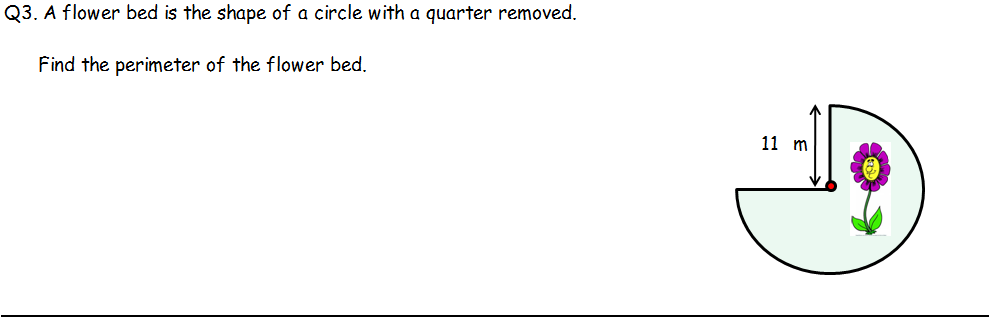 Q3. A flower bed is the shape of a circle with a quarter removed.
Find the perimeter of the flower bed.
11 m